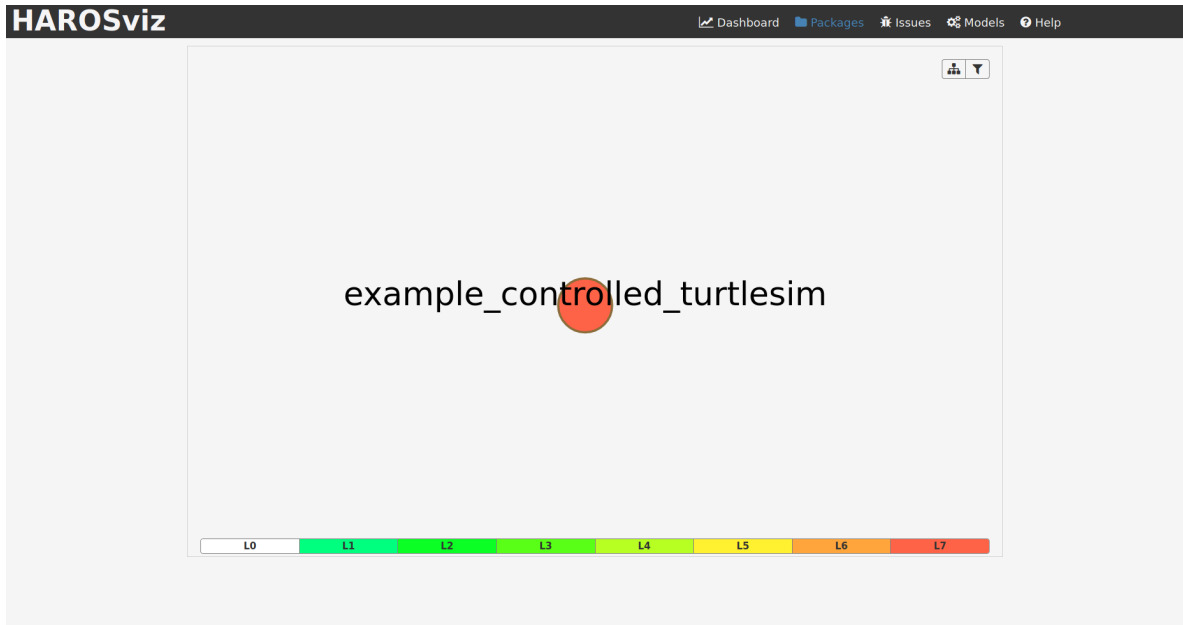 HAROSviz Dashboard Packages Issues Models Help
example_controlled_turtlesim
L0 L1 L2 L3 L4 L5 L6 L7